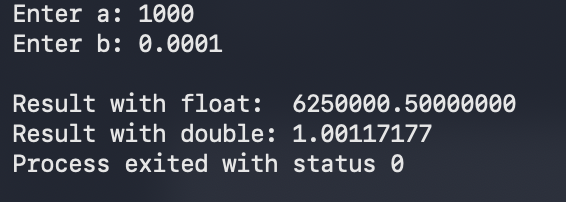 Enter a: 1000
Enter b: 0.0001
Result with float:  6250000.50000000
Result with double: 1.00117177
Process exited with status 0